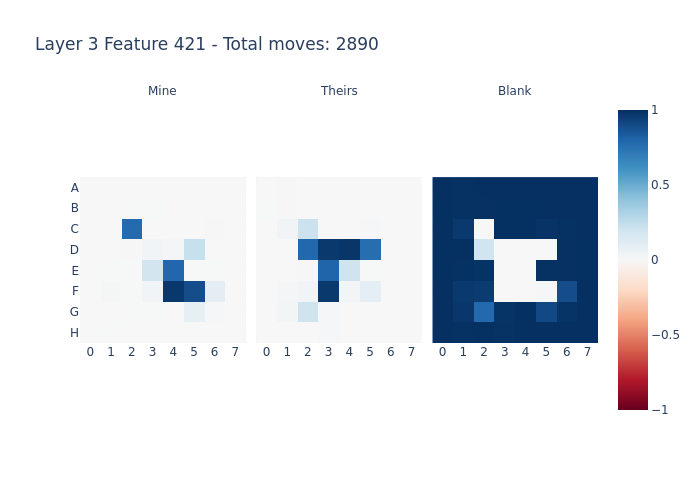 Layer 3 Feature 421 - Total moves: 2890
Mine
Theirs
Blank
A
B
C
D
E
F
G
H
0 1 2 3 4 5 6 7
0 1 2 3 4 5 6 7
0 1 2 3 4 5 6 7
1
0.5
0
−0.5
−1